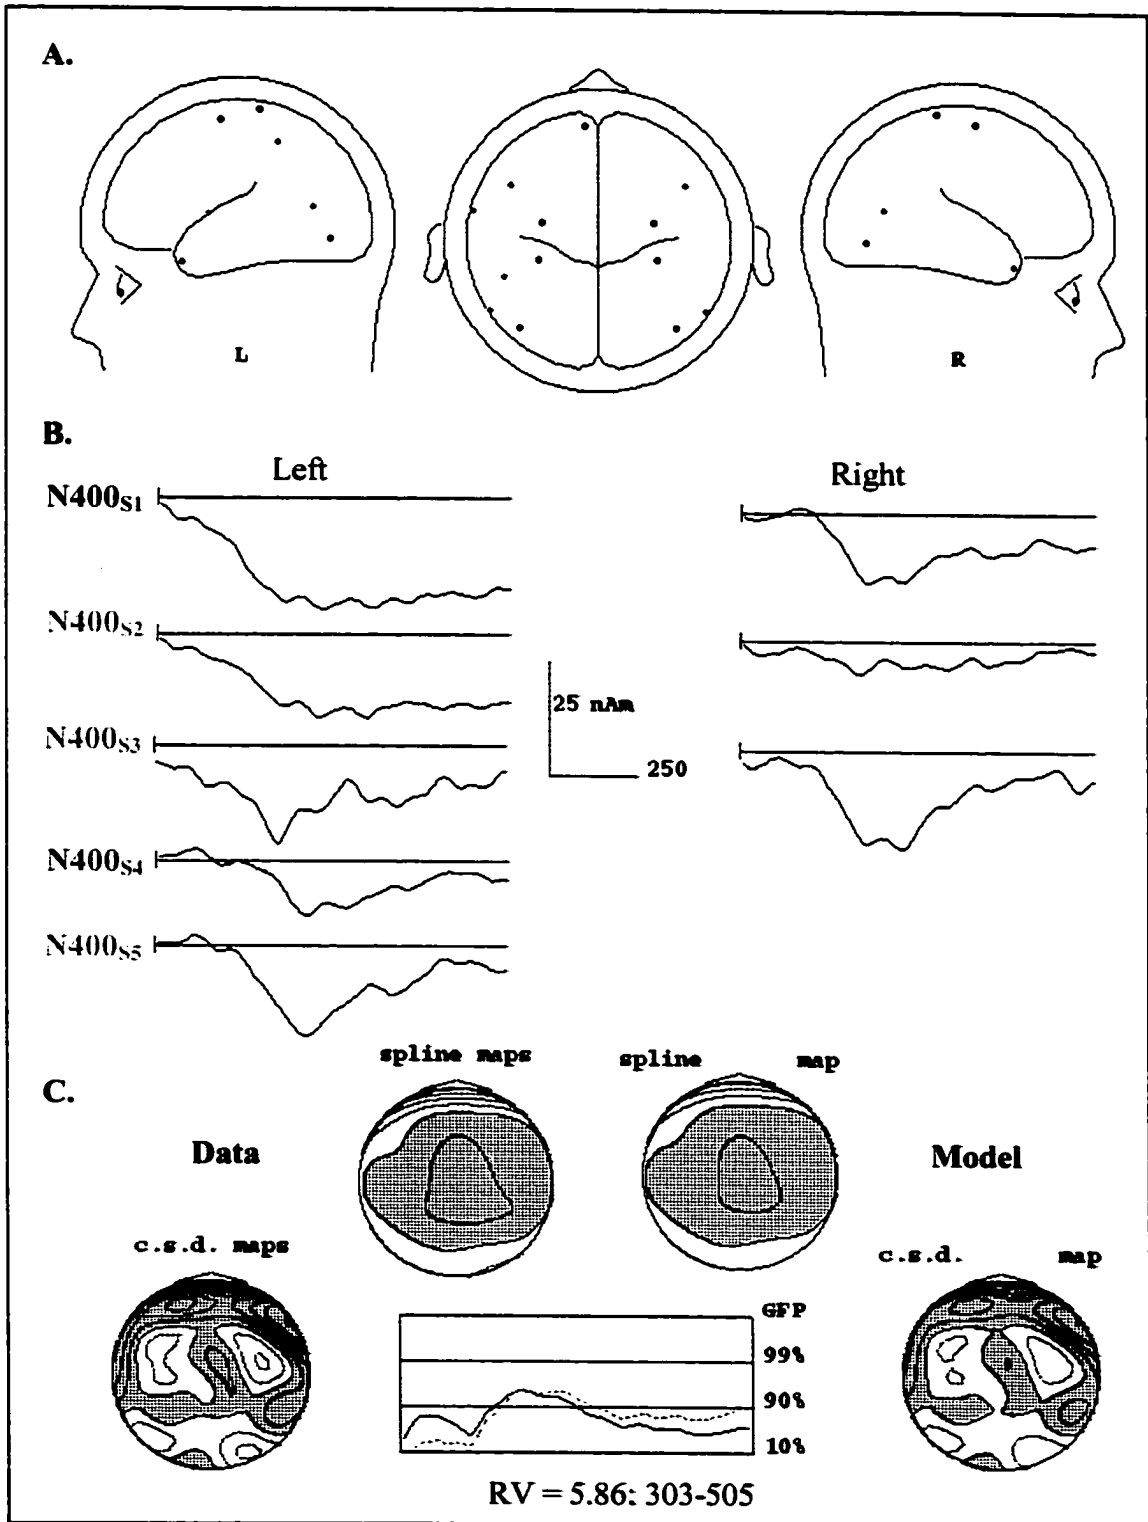 A.
L
R
B.
Left
Right
N400S1
N400S2
25 nAm
N400S3
250
N400S4
N400S5
spline maps
spline map
C.
Data
Model
c.s.d. maps
c.s.d. map
GFP
99%
90%
10%
RV = 5.86: 303-505